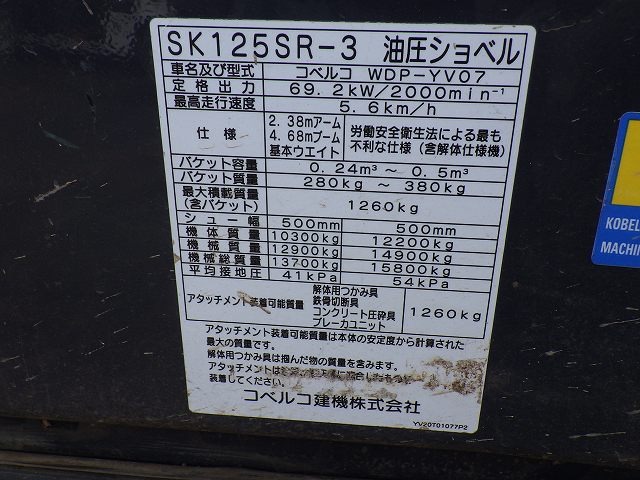 SK125SR-3 油圧ショベル
車名及び型式 コベルコ WDP-YV07
定格出力 69.2kW/2000min⁻¹
最高走行速度 5.6km/h
仕様 2.38mアーム 4.68mブーム 基本ウエイト 労働安全衛生法による最も不利な仕様(含解体仕様機)
バケット容量 0.24m³～0.5m³
バケット質量 280kg～380kg
最大積載質量(含バケット) 1260kg
シュー幅 500mm 500mm
機体質量 10300kg 12200kg
機械質量 12900kg 14900kg
機械総質量 13700kg 15800kg
平均接地圧 41kPa 54kPa
アタッチメント装着可能質量 解体用つかみ具 鉄骨切断具 コンクリート圧砕具 ブレーカユニット 1260kg
アタッチメント装着可能質量は本体の安定度から計算された
最大の質量です。
解体用つかみ具は掴んだ物の質量を含みます。
アタッチメントは
装着してください。
コベルコ建機株式会社
YV20T01077P2
KOBEL
MACHIN